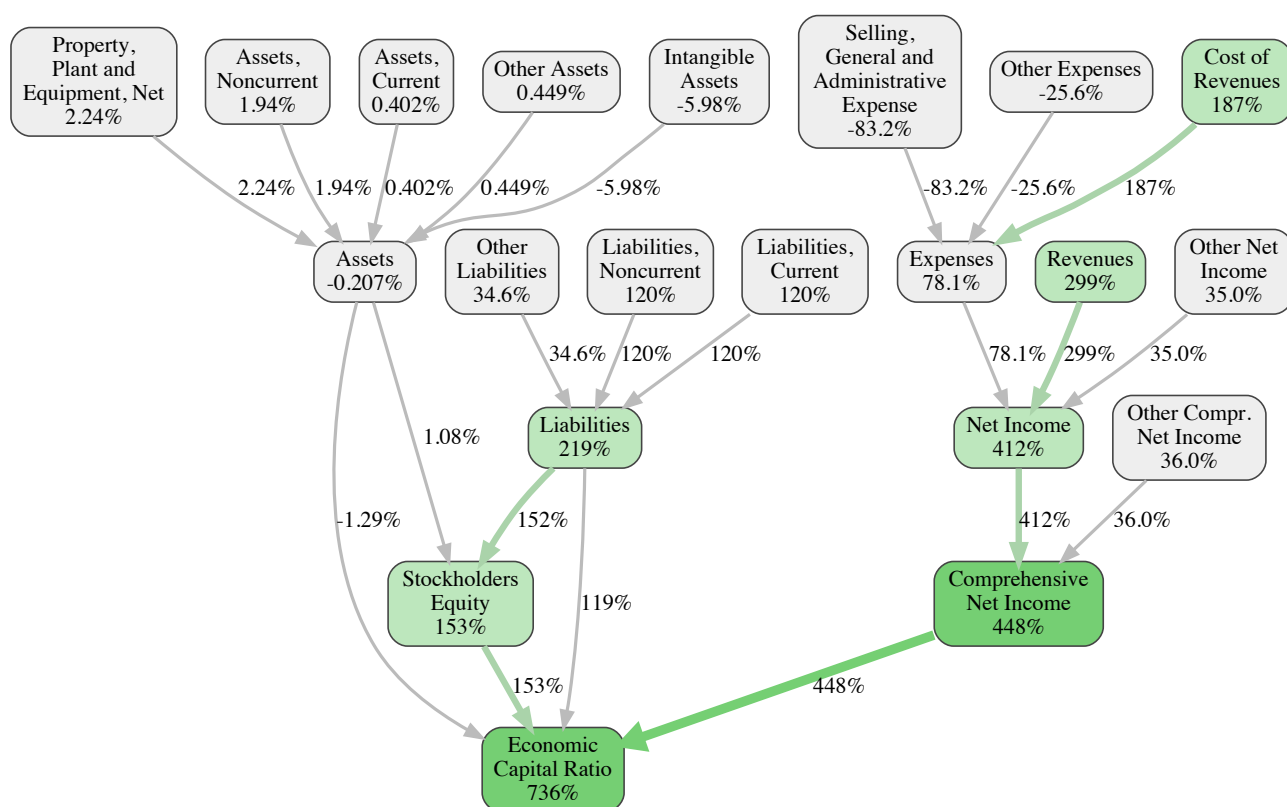 Property,
Plant and
Equipment, Net
2.24%
Assets,
Noncurrent
1.94%
Assets,
Current
0.402%
Other Assets
0.449%
Intangible
Assets
-5.98%
Selling,
General and
Administrative
Expense
-83.2%
Other Expenses
-25.6%
Cost of
Revenues
187%
2.24%
1.94%
0.402%
0.449%
-5.98%
-83.2%
-25.6%
187%
Assets
-0.207%
Other
Liabilities
34.6%
Liabilities,
Noncurrent
120%
Liabilities,
Current
120%
Expenses
78.1%
Revenues
299%
Other Net
Income
35.0%
34.6%
120%
120%
78.1%
299%
35.0%
1.08%
Liabilities
219%
Net Income
412%
Other Compr.
Net Income
36.0%
-1.29%
152%
412%
36.0%
Stockholders
Equity
153%
119%
Comprehensive
Net Income
448%
153%
448%
Economic
Capital Ratio
736%